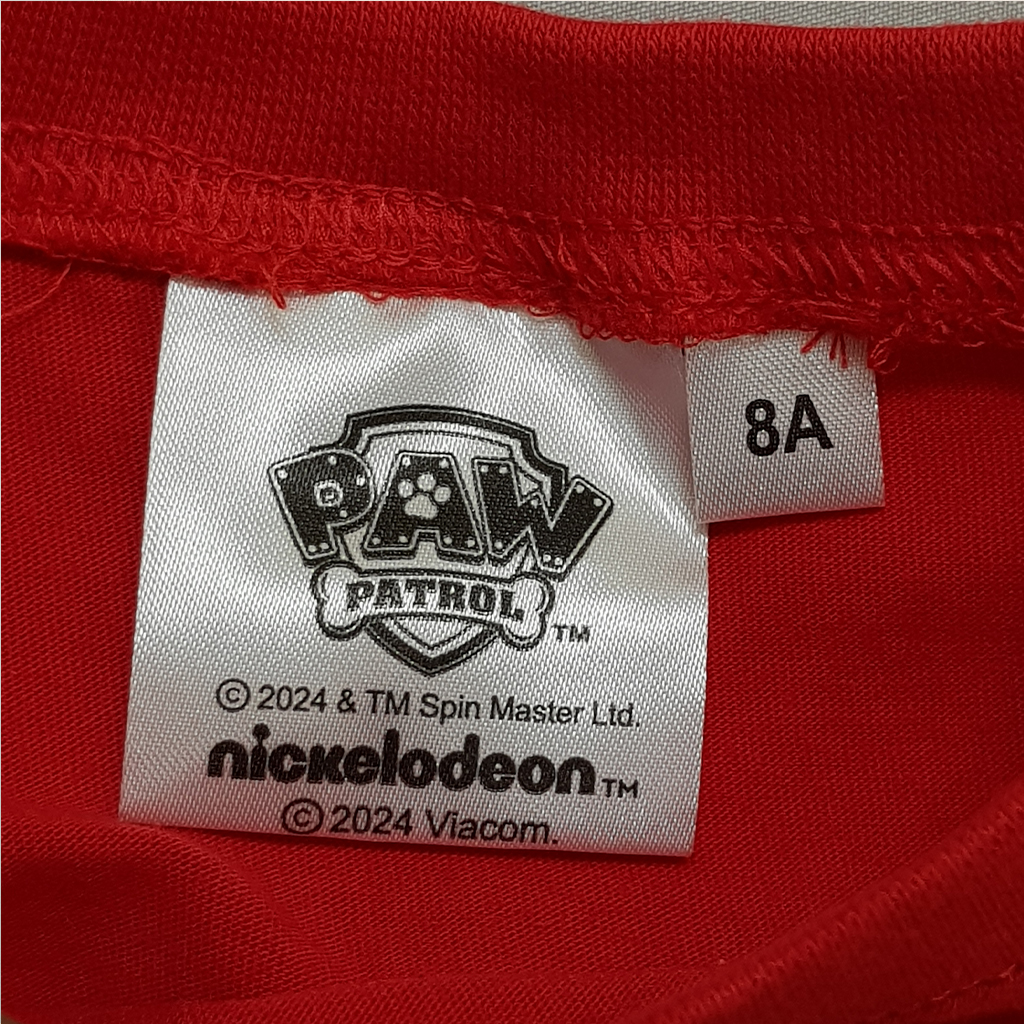 PAW
PATROL TM
© 2024 & TM Spin Master Ltd.
nickelodeon TM
© 2024 Viacom.
8A